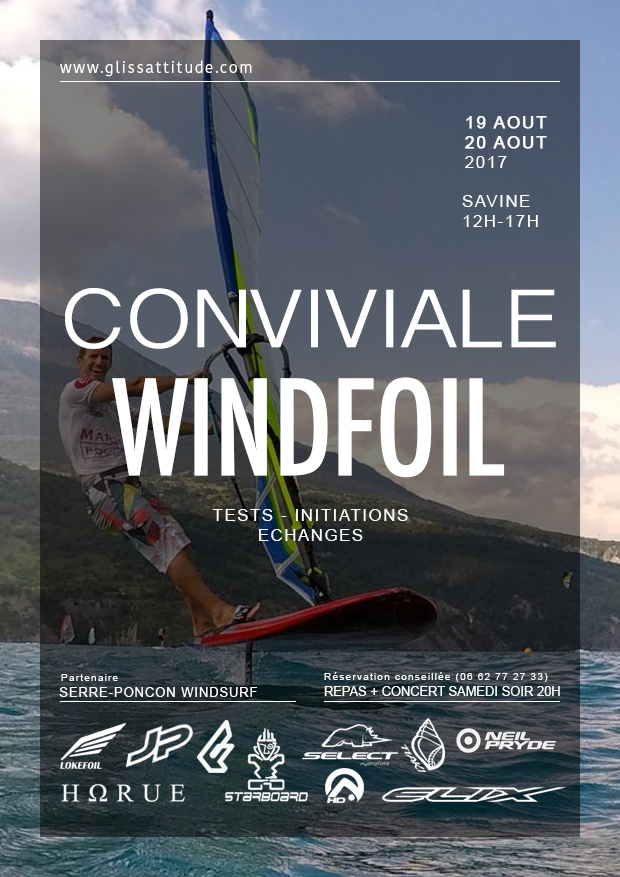 www.glissattitude.com
19 AOUT
20 AOUT
2017
SAVINE
12H-17H
CONVIVIALE
WINDFOIL
TESTS - INITIATIONS
ECHANGES
Partenaire
SERRE-PONCON WINDSURF
Réservation conseillée (06 62 77 27 33)
REPAS + CONCERT SAMEDI SOIR 20H
LOKEFOIL
JP
SELECT
HYDROFOILS
NEIL
PRYDE
HΩRUE
STARBOARD
HD